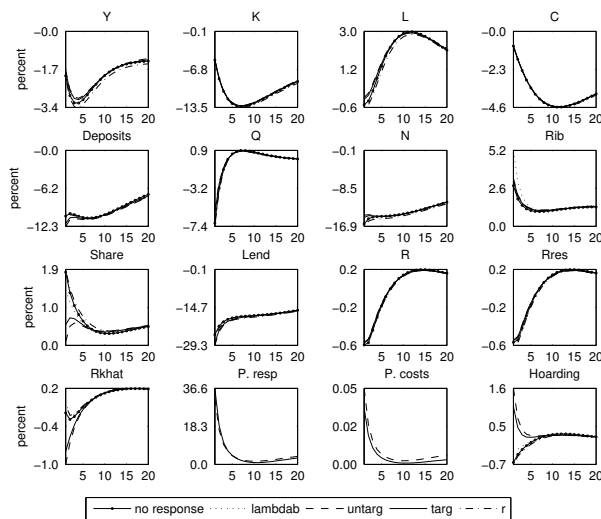 Y K L C
percent
−0.0 −0.1 3.0 −0.0
−1.7 −6.8 1.2 −2.3
−3.4 −13.5 −0.6 −4.6
5 10 15 20 5 10 15 20 5 10 15 20 5 10 15 20
Deposits Q N Rib
percent
−0.0 0.9 −0.1 5.2
−6.2 −3.2 −8.5 2.6
−12.3 −7.4 −16.9 0.0
5 10 15 20 5 10 15 20 5 10 15 20 5 10 15 20
Share Lend R Rres
percent
1.9 −0.1 0.2 0.2
1.0 −14.7 −0.2 −0.2
0.0 −29.3 −0.6 −0.6
5 10 15 20 5 10 15 20 5 10 15 20 5 10 15 20
Rkhat P. resp P. costs Hoarding
percent
0.2 36.6 0.05 1.6
−0.4 18.3 0.02 0.5
−1.0 0.0 0.00 −0.7
5 10 15 20 5 10 15 20 5 10 15 20 5 10 15 20
no response lambdab untarg targ r